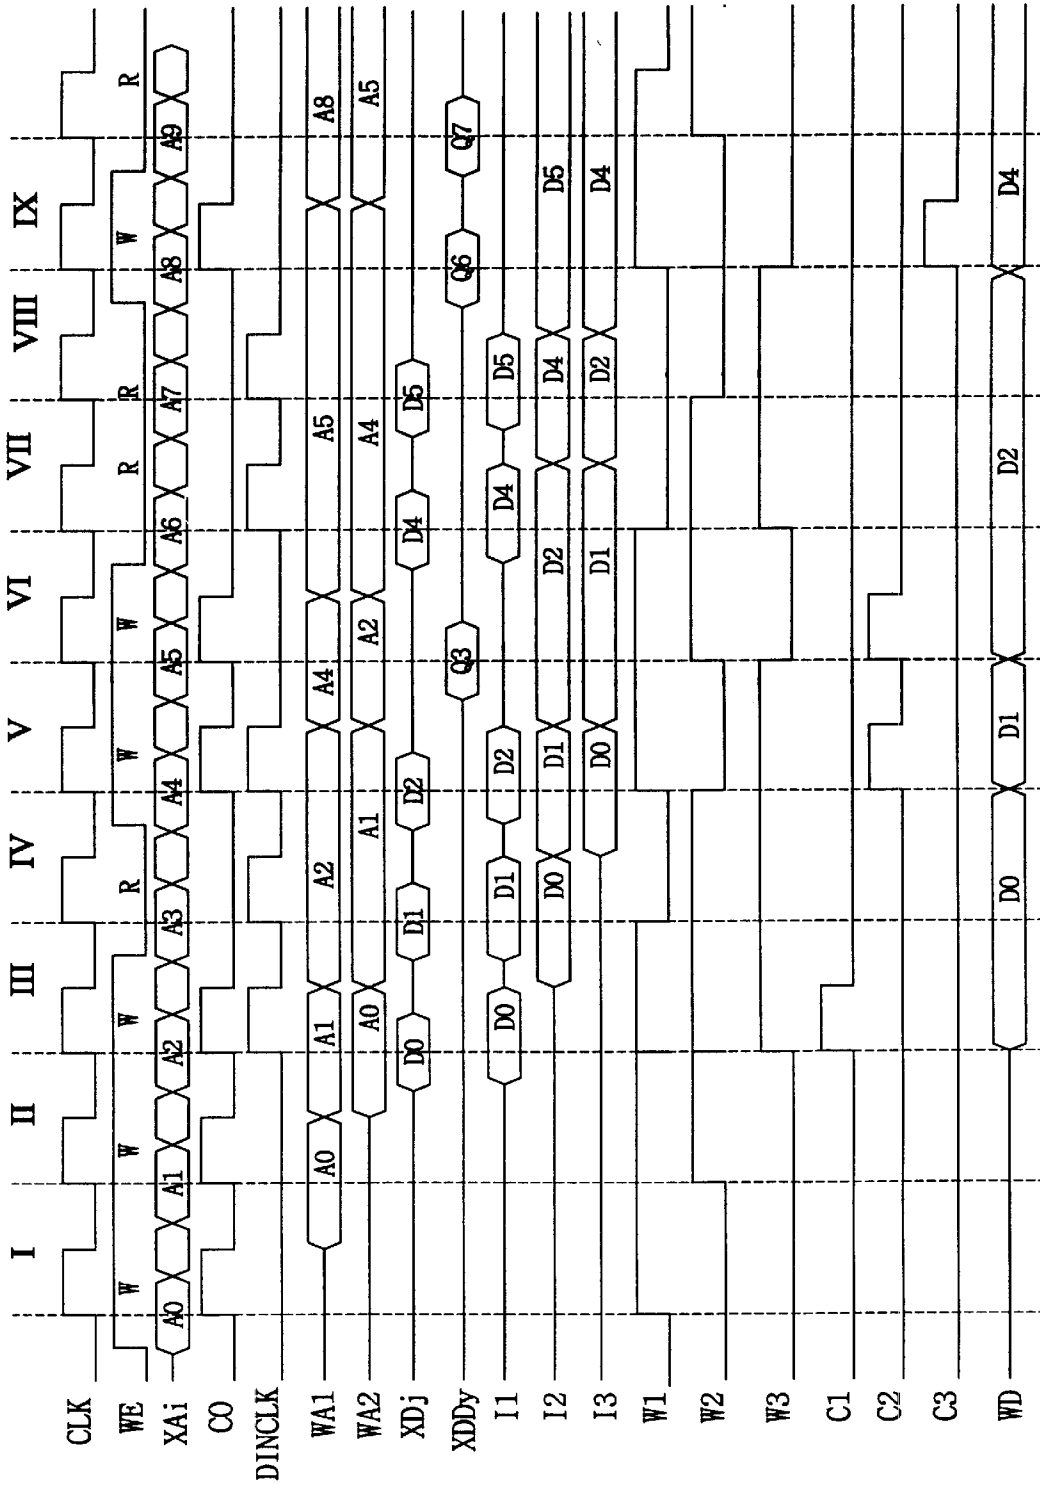 I II III IV V VI VII VIII IX
CLK
WE W W W R W W R R W R
XAi A0 A1 A2 A3 A4 A5 A6 A7 A8 A9
C0
DINCLK
WA1 A0 A1 A2 A4 A5 A8
WA2 A0 A1 A2 A4 A5
XDj D0 D1 D2 D4 D5
XDDy Q3 Q6 Q7
I1 D0 D1 D2 D4 D5
I2 D0 D1 D2 D4 D5
I3 D0 D1 D2 D4
W1
W2
W3
C1
C2
C3
WD D0 D1 D2 D4